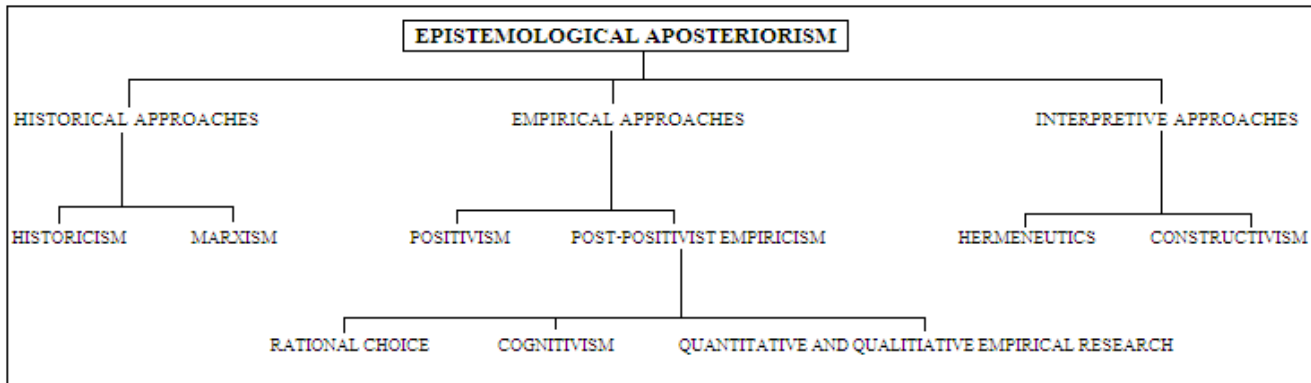 EPISTEMOLOGICAL APOSTERIORISM
HISTORICAL APPROACHES
EMPIRICAL APPROACHES
INTERPRETIVE APPROACHES
HISTORICISM
MARXISM
POSITIVISM
POST-POSITIVIST EMPIRICISM
HERMENEUTICS
CONSTRUCTIVISM
RATIONAL CHOICE
COGNITIVISM
QUANTITATIVE AND QUALITIATIVE EMPIRICAL RESEARCH